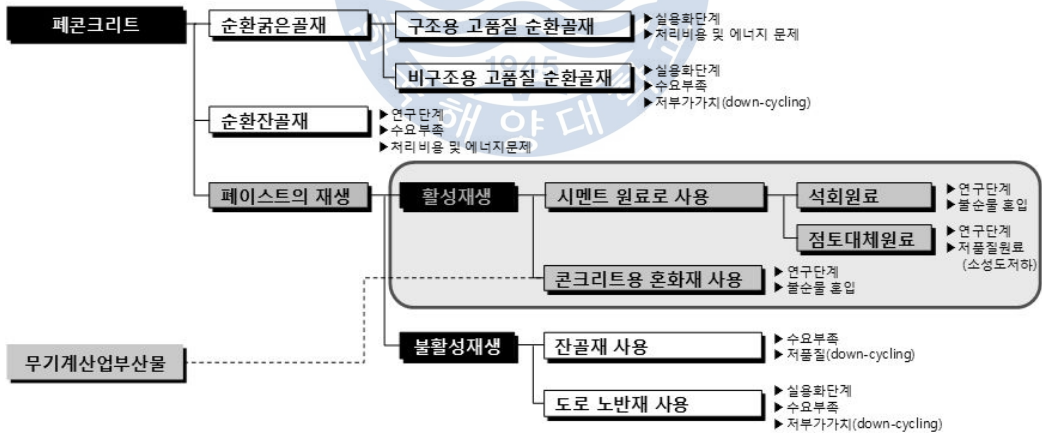 폐콘크리트
순환굵은골재
구조용 고품질 순환골재
▶실용화단계
▶처리비용 및 에너지 문제
1945
비구조용 고품질 순환골재
▶실용화단계
▶수요부족
▶저부가가치(down-cycling)
순환잔골재
▶연구단계
▶수요부족
▶처리비용 및 에너지문제
해양대
페이스트의 재생
활성재생
시멘트 원료로 사용
석회원료
▶연구단계
▶불순물 혼입
점토대체원료
▶연구단계
▶저품질원료
(소성도저하)
콘크리트용 혼화재 사용
▶연구단계
▶불순물 혼입
무기계산업부산물
불활성재생
잔골재 사용
▶수요부족
▶저품질(down-cycling)
도로 노반재 사용
▶실용화단계
▶수요부족
▶저부가가치(down-cycling)